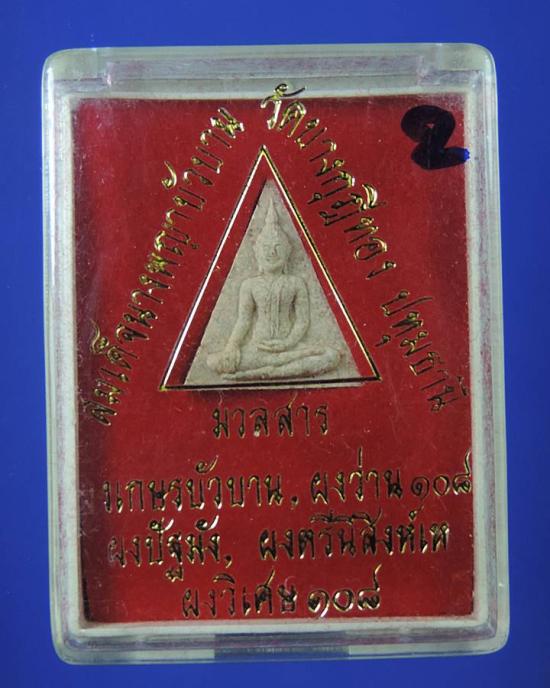 สมเด็จนางพญาบัวบาน วัดบางกุฎีทอง ปทุมธานี
๒
มวลสาร
เกษรบัวบาน, ผงว่าน ๑๐๘
ผงปัฐมัง, ผงตรีนิสิงห์เห
ผงวิเศษ ๑๐๘